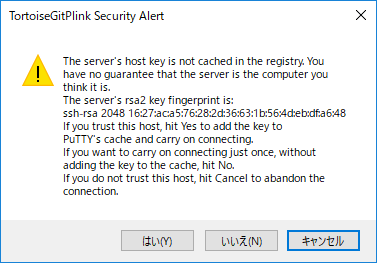 TortoiseGitPlink Security Alert
The server's host key is not cached in the registry. You
have no guarantee that the server is the computer you
think it is.
The server's rsa2 key fingerprint is:
ssh-rsa 2048 16:27:ac:a5:76:28:2d:36:63:1b:56:4d:eb:df:a6:48
If you trust this host, hit Yes to add the key to
PuTTY's cache and carry on connecting.
If you want to carry on connecting just once, without
adding the key to the cache, hit No.
If you do not trust this host, hit Cancel to abandon the
connection.
はい(Y)
いいえ(N)
キャンセル